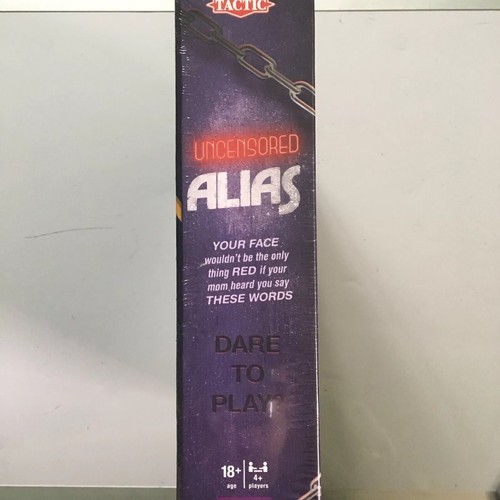 TACTIC
UNCENSORED
ALIAS
YOUR FACE
wouldn't be the only
thing RED if your
mom heard you say
THESE WORDS
DARE
TO
PLAY?
18+
age
4+
players